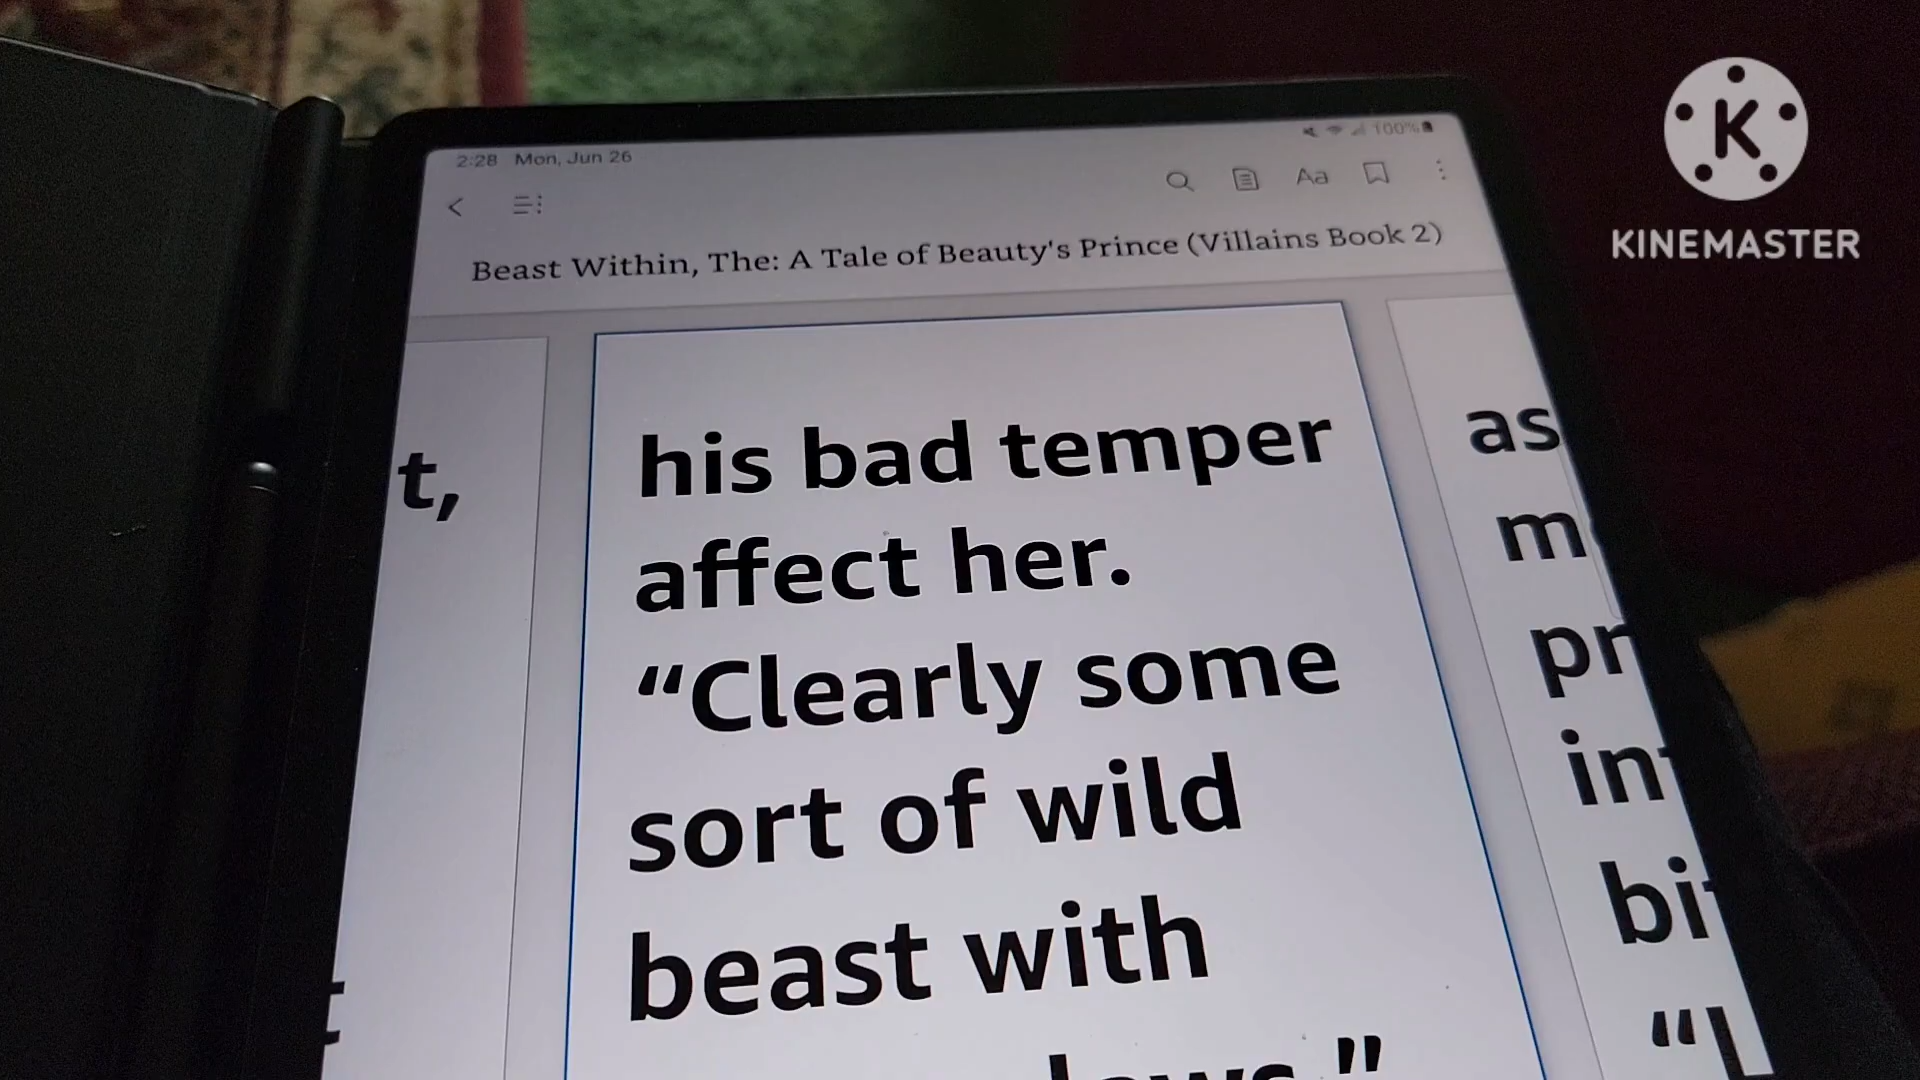 2:28 Mon, Jun 26
100%
Aa
Beast Within, The: A Tale of Beauty's Prince (Villains Book 2)
t,
his bad temper
affect her.
“Clearly some
sort of wild
beast with
as
K
KINEMASTER